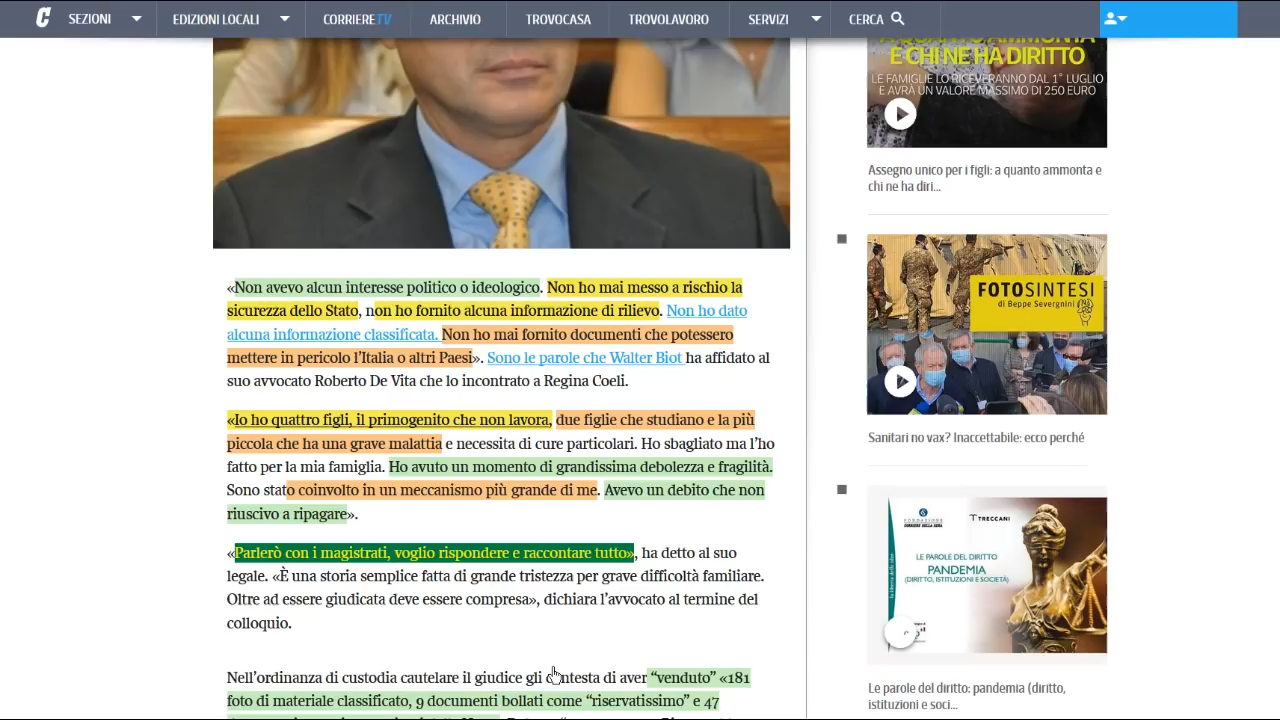 C SEZIONI EDIZIONI LOCALI CORRIERETV ARCHIVIO TROVOCASA TROVOLAVORO SERVIZI CERCA
«Non avevo alcun interesse politico o ideologico. Non ho mai messo a rischio la
sicurezza dello Stato, non ho fornito alcuna informazione di rilievo. Non ho dato
alcuna informazione classificata. Non ho mai fornito documenti che potessero
mettere in pericolo l’Italia o altri Paesi». Sono le parole che Walter Biot ha affidato al
suo avvocato Roberto De Vita che lo incontrato a Regina Coeli.
«Io ho quattro figli, il primogenito che non lavora, due figlie che studiano e la più
piccola che ha una grave malattia e necessita di cure particolari. Ho sbagliato ma l’ho
fatto per la mia famiglia. Ho avuto un momento di grandissima debolezza e fragilità.
Sono stato coinvolto in un meccanismo più grande di me. Avevo un debito che non
riuscivo a ripagare».
«Parlerò con i magistrati, voglio rispondere e raccontare tutto», ha detto al suo
legale. «È una storia semplice fatta di grande tristezza per grave difficoltà familiare.
Oltre ad essere giudicata deve essere compresa», dichiara l’avvocato al termine del
colloquio.
Nell’ordinanza di custodia cautelare il giudice gli contesta di aver “venduto” «181
foto di materiale classificato, 9 documenti bollati come “riservatissimo” e 47
E CHI NE HA DIRITTO
LE FAMIGLIE LO RICEVERANNO DAL 1° LUGLIO
E AVRÀ UN VALORE MASSIMO DI 250 EURO
Assegno unico per i figli: a quanto ammonta e
chi ne ha diri...
FOTOSINTESI
di Beppe Severgnini
Sanitari no vax? Inaccettabile: ecco perché
TRECCANI
LE PAROLE DEL DIRITTO
PANDEMIA
(DIRITTO, ISTITUZIONI E SOCIETÀ)
Le parole del diritto: pandemia (diritto,
istituzioni e soci...